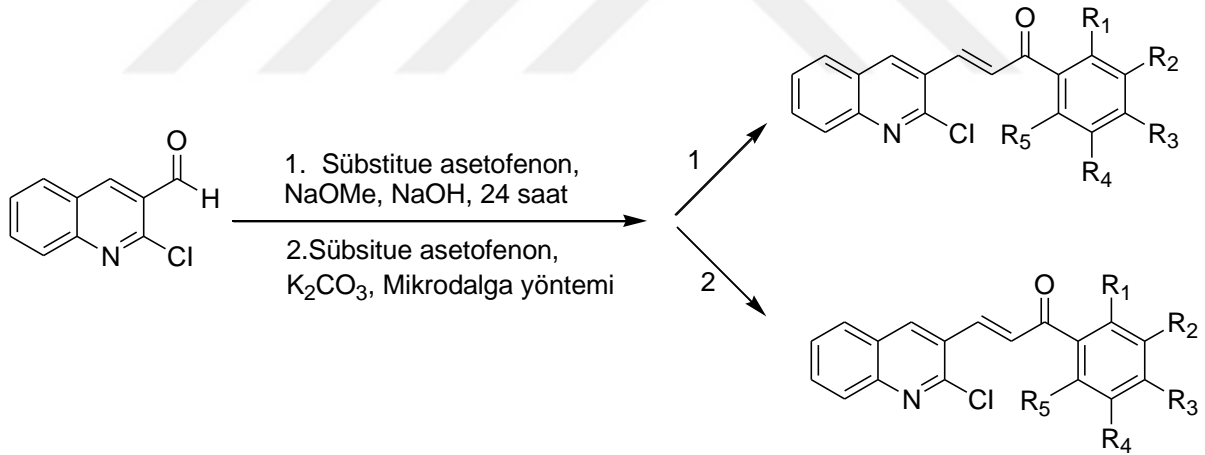 O
H
N
Cl
1. Sübstitue asetofenon,
NaOMe, NaOH, 24 saat
2.Sübsitue asetofenon,
K2CO3, Mikrodalga yöntemi
1
2
O
R1
R2
R3
R4
R5
N
Cl
O
R1
R2
R3
R4
R5
N
Cl